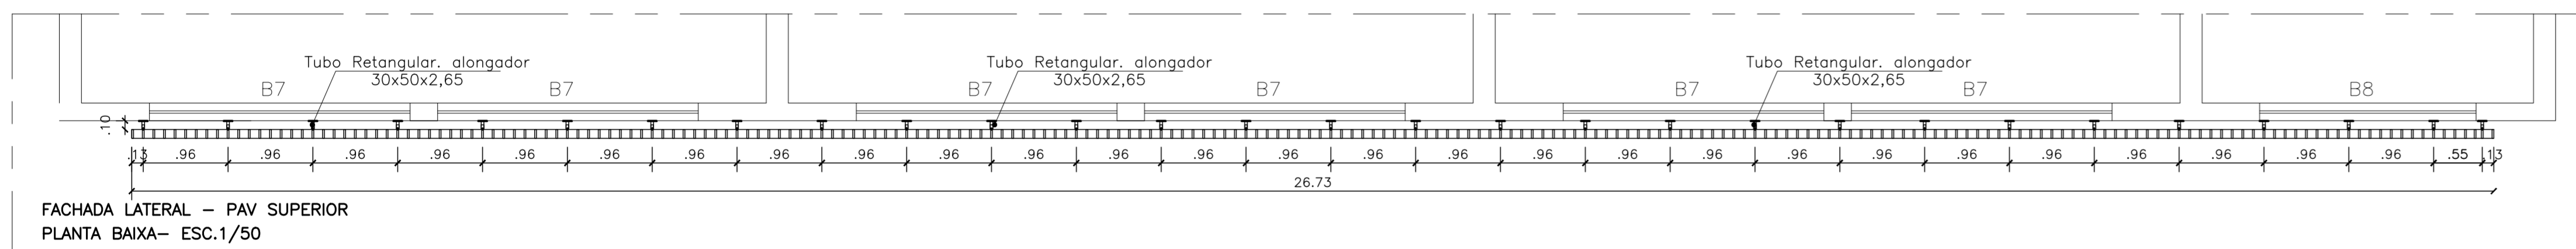 Tubo Retangular. alongador
30x50x2,65
Tubo Retangular. alongador
30x50x2,65
Tubo Retangular. alongador
30x50x2,65
B7 B7 B7 B7 B7 B7 B8
.10
.13 .96 .96 .96 .96 .96 .96 .96 .96 .96 .96 .96 .96 .96 .96 .96 .96 .96 .96 .96 .96 .96 .96 .96 .96 .96 .96 .96 .55 .13
26.73
FACHADA LATERAL – PAV SUPERIOR
PLANTA BAIXA– ESC.1/50